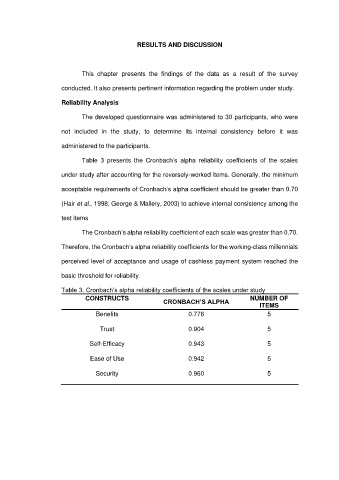 RESULTS AND DISCUSSION
This chapter presents the findings of the data as a result of the survey
conducted. It also presents pertinent information regarding the problem under study.
Reliability Analysis
The developed questionnaire was administered to 30 participants, who were
not included in the study, to determine its internal consistency before it was
administered to the participants.
Table 3 presents the Cronbach's alpha reliability coefficients of the scales
under study after accounting for the reversely-worded items. Generally, the minimum
acceptable requirements of Cronbach's alpha coefficient should be greater than 0.70
(Hair et al., 1998; George & Mallery, 2003) to achieve internal consistency among the
test items
The Cronbach's alpha reliability coefficient of each scale was greater than 0.70.
Therefore, the Cronbach's alpha reliability coefficients for the working-class millennials
perceived level of acceptance and usage of cashless payment system reached the
basic threshold for reliability.
Table 3. Cronbach's alpha reliability coefficients of the scales under study
CONSTRUCTS CRONBACH'S ALPHA NUMBER OF
ITEMS
Benefits 0.776 5
Trust 0.904 5
Self-Efficacy 0.943 5
Ease of Use 0.942 5
Security 0.960 5